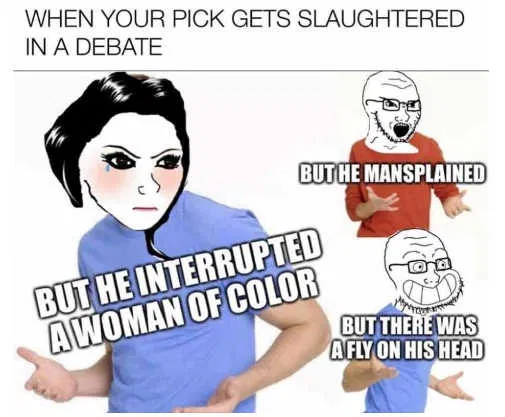 WHEN YOUR PICK GETS SLAUGHTERED
IN A DEBATE
BUT HE MANSPLAINED
BUT HE INTERRUPTED
A WOMAN OF COLOR
BUT THERE WAS
A FLY ON HIS HEAD